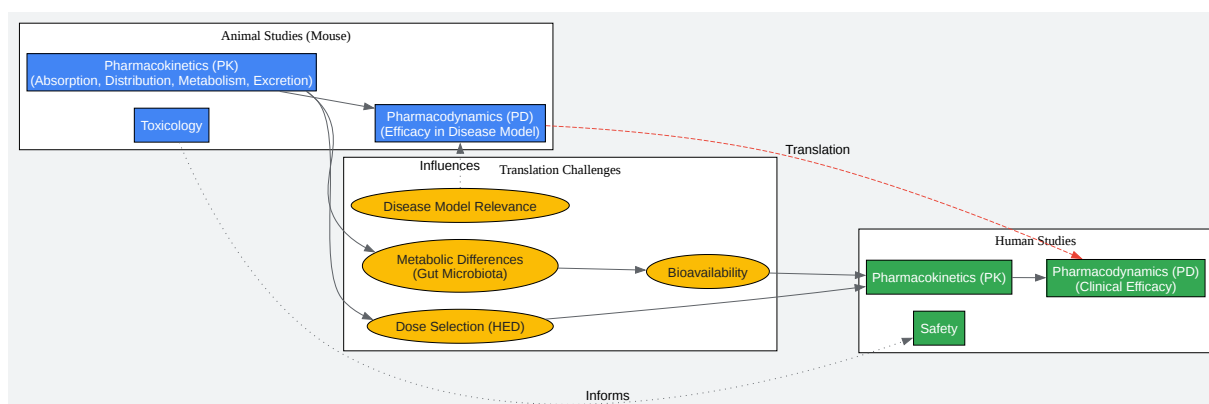 Animal Studies (Mouse)
Pharmacokinetics (PK)
(Absorption, Distribution, Metabolism, Excretion)
Toxicology
Pharmacodynamics (PD)
(Efficacy in Disease Model)
Translation
Influences
Translation Challenges
Disease Model Relevance
Metabolic Differences
(Gut Microbiota)
Bioavailability
Dose Selection (HED)
Human Studies
Pharmacokinetics (PK)
Pharmacodynamics (PD)
(Clinical Efficacy)
Safety
Informs